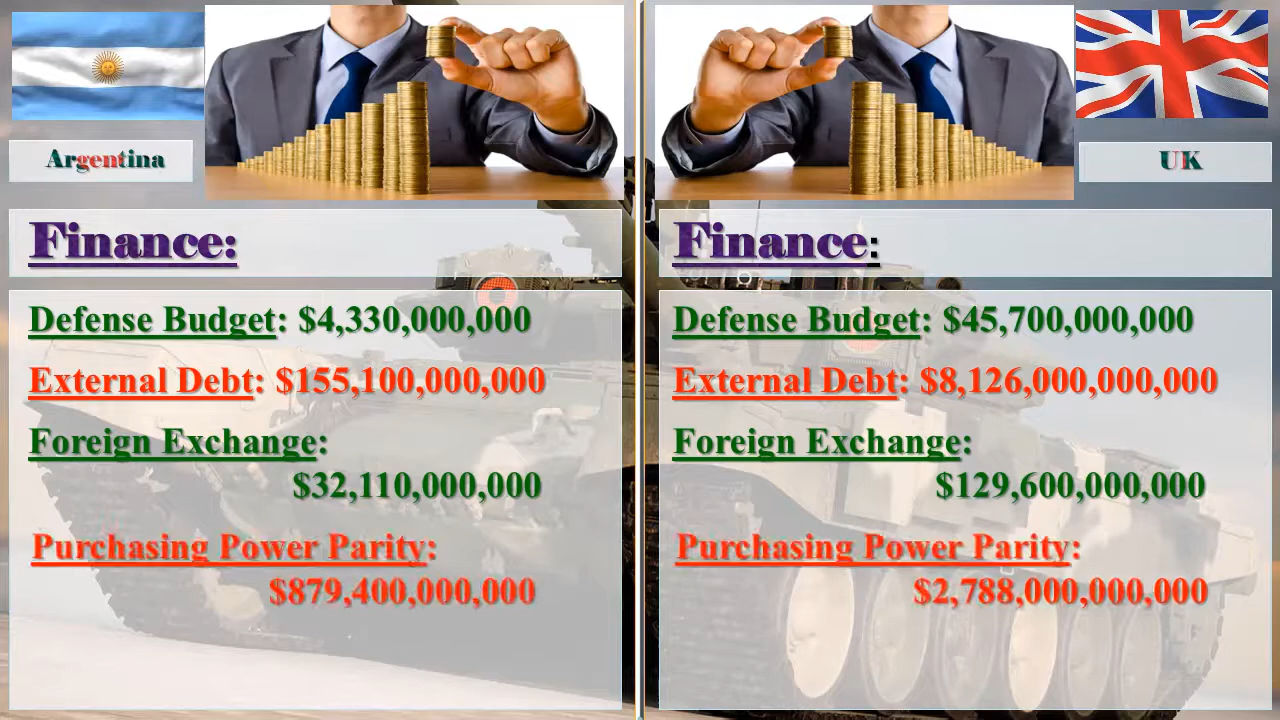 Argentina
Finance:
Defense Budget: $4,330,000,000
External Debt: $155,100,000,000
Foreign Exchange:
$32,110,000,000
Purchasing Power Parity:
$879,400,000,000
UK
Finance:
Defense Budget: $45,700,000,000
External Debt: $8,126,000,000,000
Foreign Exchange:
$129,600,000,000
Purchasing Power Parity:
$2,788,000,000,000